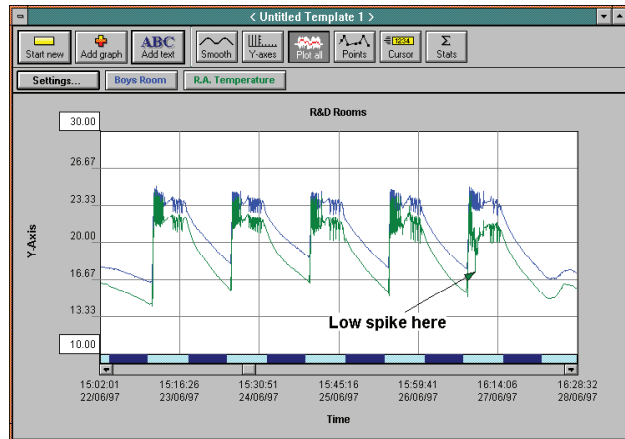 < Untitled Template 1 >
Start new
Add graph
ABC
Add text
Smooth
Y-axes
Plot all
Points
1234
Cursor
Σ
Stats
Settings...
Boys Room
R.A. Temperature
R&D Rooms
30.00
26.67
23.33
20.00
16.67
13.33
10.00
Y-Axis
Low spike here
15:02:01 15:16:26 15:30:51 15:45:16 15:59:41 16:14:06 16:28:32
22/06/97 23/06/97 24/06/97 25/06/97 26/06/97 27/06/97 28/06/97
Time